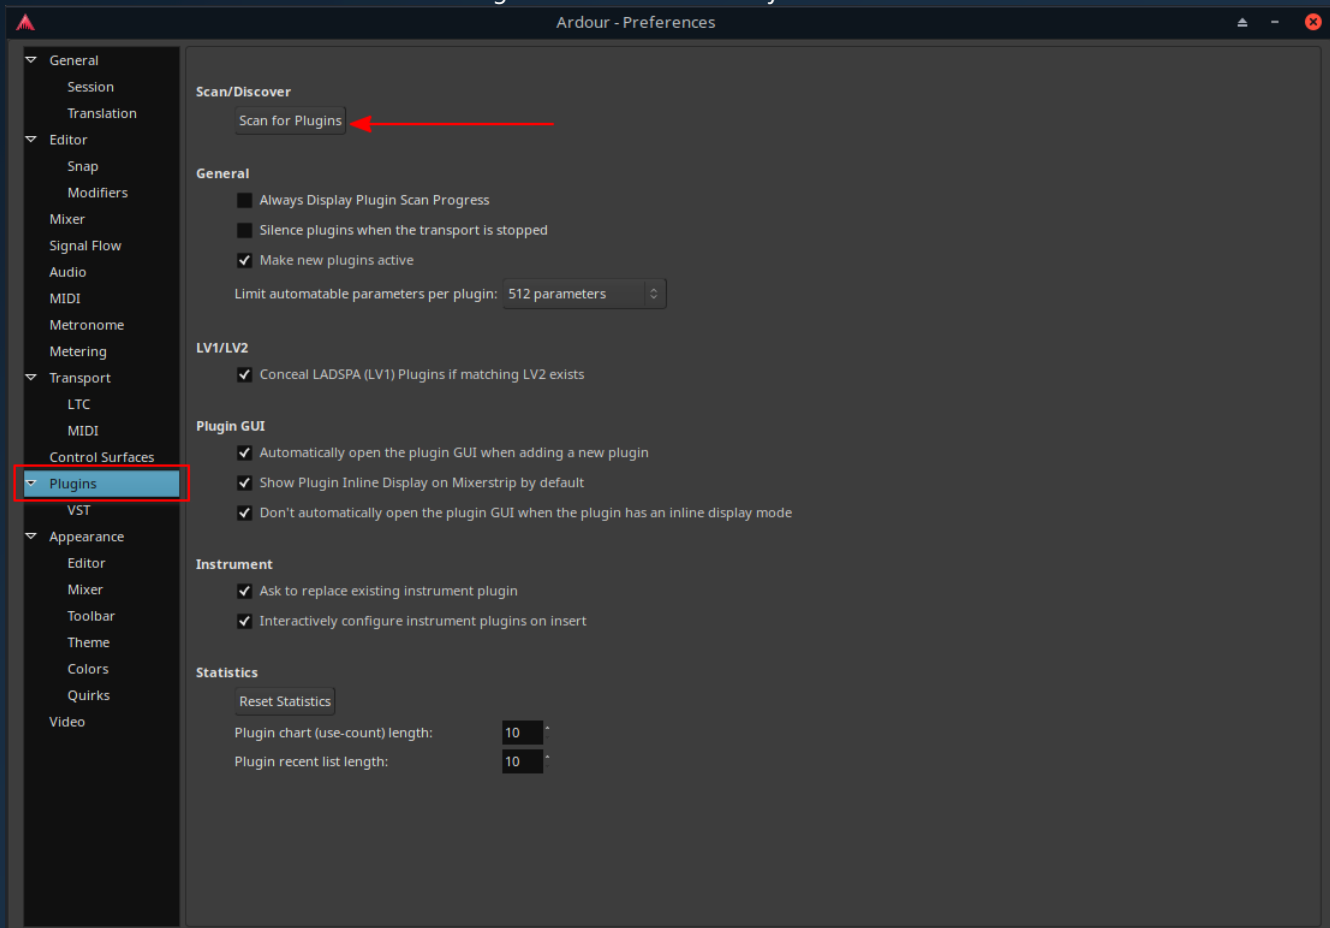 Ardour - Preferences
General
Session
Translation
Editor
Snap
Modifiers
Mixer
Signal Flow
Audio
MIDI
Metronome
Metering
Transport
LTC
MIDI
Control Surfaces
Plugins
VST
Appearance
Editor
Mixer
Toolbar
Theme
Colors
Quirks
Video
Scan/Discover
Scan for Plugins
General
Always Display Plugin Scan Progress
Silence plugins when the transport is stopped
Make new plugins active
Limit automatable parameters per plugin: 512 parameters
LV1/LV2
Conceal LADSPA (LV1) Plugins if matching LV2 exists
Plugin GUI
Automatically open the plugin GUI when adding a new plugin
Show Plugin Inline Display on Mixerstrip by default
Don't automatically open the plugin GUI when the plugin has an inline display mode
Instrument
Ask to replace existing instrument plugin
Interactively configure instrument plugins on insert
Statistics
Reset Statistics
Plugin chart (use-count) length: 10
Plugin recent list length: 10